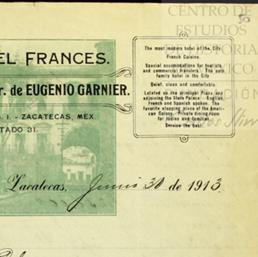 CENTRO DE
ESTUDIOS
EL FRANCES.
r. de EUGENIO GARNIER.
I. - ZACATECAS, MEX
TADO 31.
The most modern hotel of the City.
French Cuisine.
Special accommodations for tourists
and commercial travelers. The only
family hotel in the City
Quiet, clean and comfortable.
Located on the principal Plaza and
adjoining the State Palace. English,
French and Spanish spoken. The
favorite stopping place of the American
Colony. Private dining room
for ladies and families.
Zacatecas, Junio 30 de 1913.